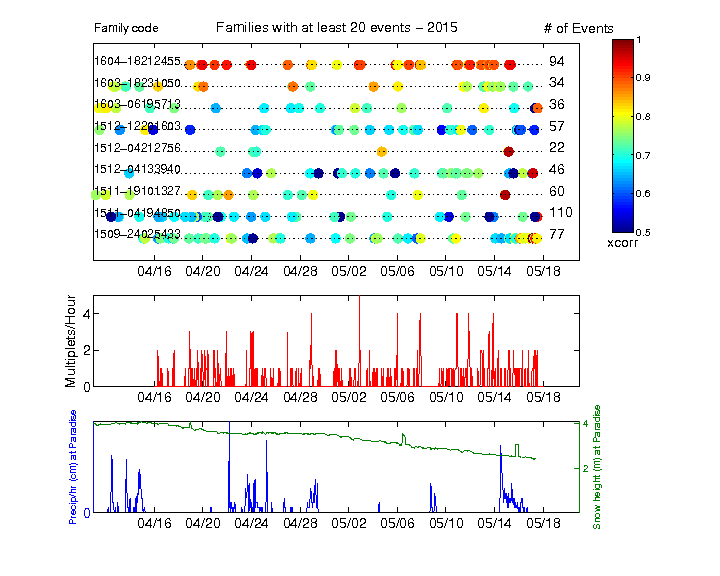 Family code Families with at least 20 events – 2015 # of Events
1604–18212455 94
1603–18231050 34
1603–06195713 36
1512–12201603 57
1512–04212756 22
1512–04133940 46
1511–19101327 60
1511–04194850 110
1509–24025433 77
04/16 04/20 04/24 04/28 05/02 05/06 05/10 05/14 05/18
1
0.9
0.8
0.7
0.6
0.5
xcorr
Multiplets/Hour
4
2
0
04/16 04/20 04/24 04/28 05/02 05/06 05/10 05/14 05/18
Precip/hr (cm) at Paradise
0
4
2
Snow height (m) at Paradise
04/16 04/20 04/24 04/28 05/02 05/06 05/10 05/14 05/18